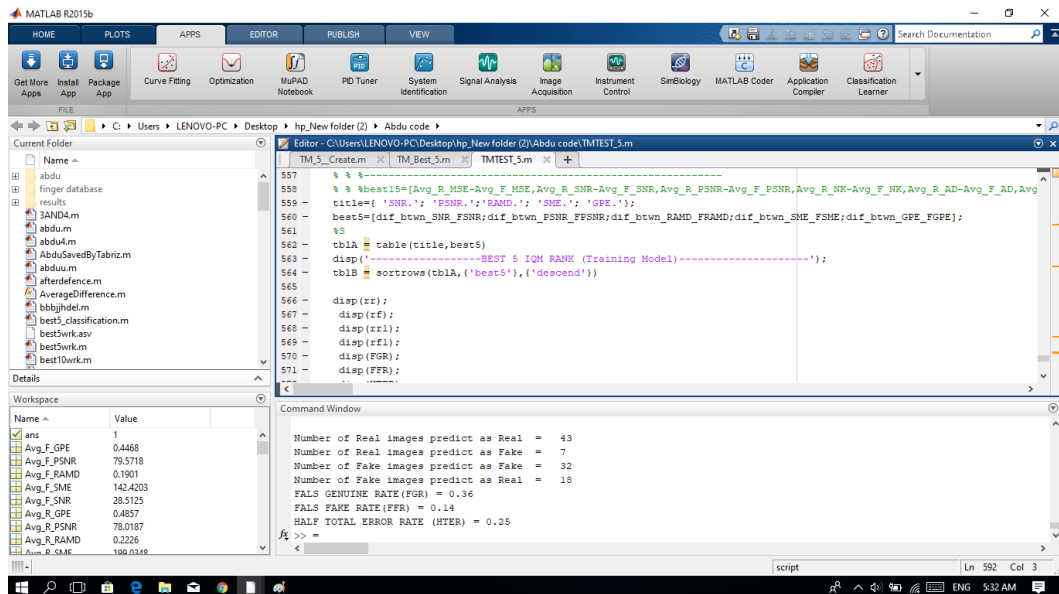 MATLAB R2015b
HOME PLOTS APPS EDITOR PUBLISH VIEW Search Documentation
Get More Apps Install App Package App Curve Fitting Optimization MuPAD Notebook PID Tuner System Identification Signal Analysis Image Acquisition Instrument Control SimBiology MATLAB Coder Application Compiler Classification Learner
FILE APPS
C: Users LENOVO-PC Desktop hp_New folder (2) Abdu code
Current Folder
Name
abdu
finger database
results
3AND4.m
abdu.m
abdu4.m
AbduSavedByTabriz.m
abduu.m
afterdefence.m
AverageDifference.m
bbbjjhdel.m
best5_classification.m
best5wrk.asv
best5wrk.m
best10wrk.m
Details
Workspace
Name Value
ans 1
Avg_F_GPE 0.4468
Avg_F_PSNR 79.5718
Avg_F_RAMD 0.1901
Avg_F_SME 142.4203
Avg_F_SNR 28.5125
Avg_R_GPE 0.4857
Avg_R_PSNR 78.0187
Avg_R_RAMD 0.2226
Avg_R_SME 199.0348
Editor - C:\Users\LENOVO-PC\Desktop\hp_New folder (2)\Abdu code\TMTEST_5.m
TM_5__Create.m TM_Best_5.m TMTEST_5.m +
557 % % %----------------------------------------------------------
558 % % %best15=[Avg_R_MSE-Avg_F_MSE,Avg_R_SNR-Avg_F_SNR,Avg_R_PSNR-Avg_F_PSNR,Avg_R_NK-Avg_F_NK,Avg_R_AD-Avg_F_AD,Avg
559 - title={ 'SNR.'; 'PSNR.';'RAMD.'; 'SME.'; 'GPE.'};
560 - best5=[dif_btwn_SNR_FSNR;dif_btwn_PSNR_FPSNR;dif_btwn_RAMD_FRAMD;dif_btwn_SME_FSME;dif_btwn_GPE_FGPE];
561 %S
562 - tblA = table(title,best5)
563 - disp('------------------BEST 5 IQM RANK (Training Model)---------------------');
564 - tblB = sortrows(tblA,{'best5'},{'descend'})
565
566 - disp(rr);
567 - disp(rf);
568 - disp(rr1);
569 - disp(rf1);
570 - disp(FGR);
571 - disp(FFR);
Command Window
Number of Real images predict as Real = 43
Number of Real images predict as Fake = 7
Number of Fake images predict as Fake = 32
Number of Fake images predict as Real = 18
FALS GENUINE RATE(FGR) = 0.36
FALS FAKE RATE(FFR) = 0.14
HALF TOTAL ERROR RATE (HTER) = 0.25
fx >> =
script Ln 592 Col 3
ENG 5:32 AM